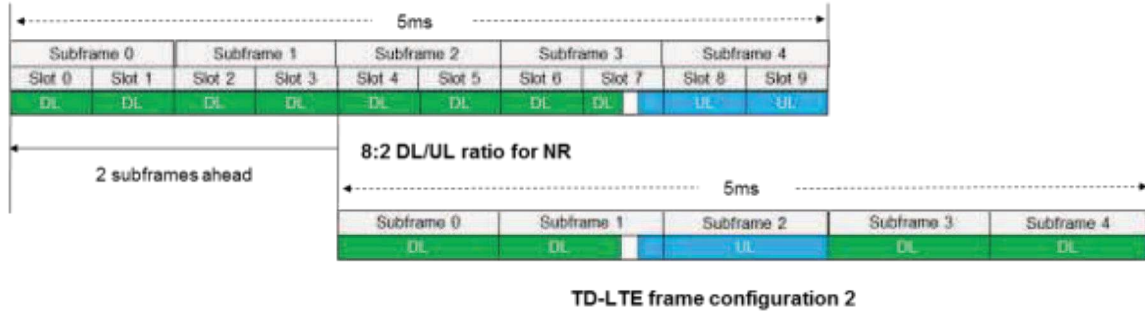 5ms
Subframe 0 Subframe 1 Subframe 2 Subframe 3 Subframe 4
Slot 0 Slot 1 Slot 2 Slot 3 Slot 4 Slot 5 Slot 6 Slot 7 Slot 8 Slot 9
DL DL DL DL DL DL DL DL UL UL
8:2 DL/UL ratio for NR
2 subframes ahead
5ms
Subframe 0 Subframe 1 Subframe 2 Subframe 3 Subframe 4
DL DL UL DL DL
TD-LTE frame configuration 2